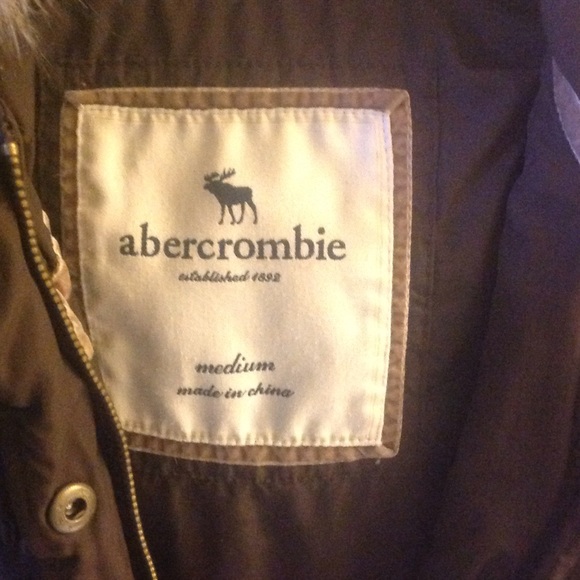 abercrombie
established 1892
medium
made in china